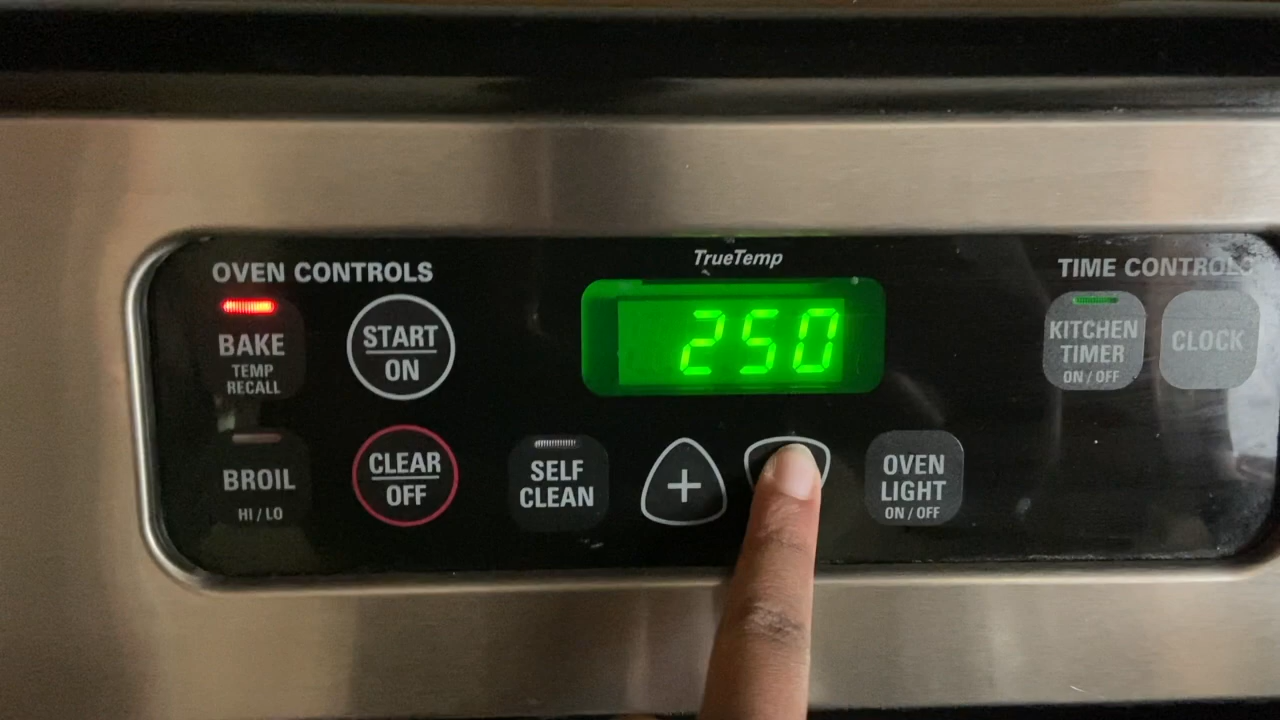 TrueTemp
OVEN CONTROLS
TIME CONTROLS
BAKE
TEMP
RECALL
START
ON
250
KITCHEN
TIMER
ON / OFF
CLOCK
BROIL
HI / LO
CLEAR
OFF
SELF
CLEAN
+
OVEN
LIGHT
ON / OFF